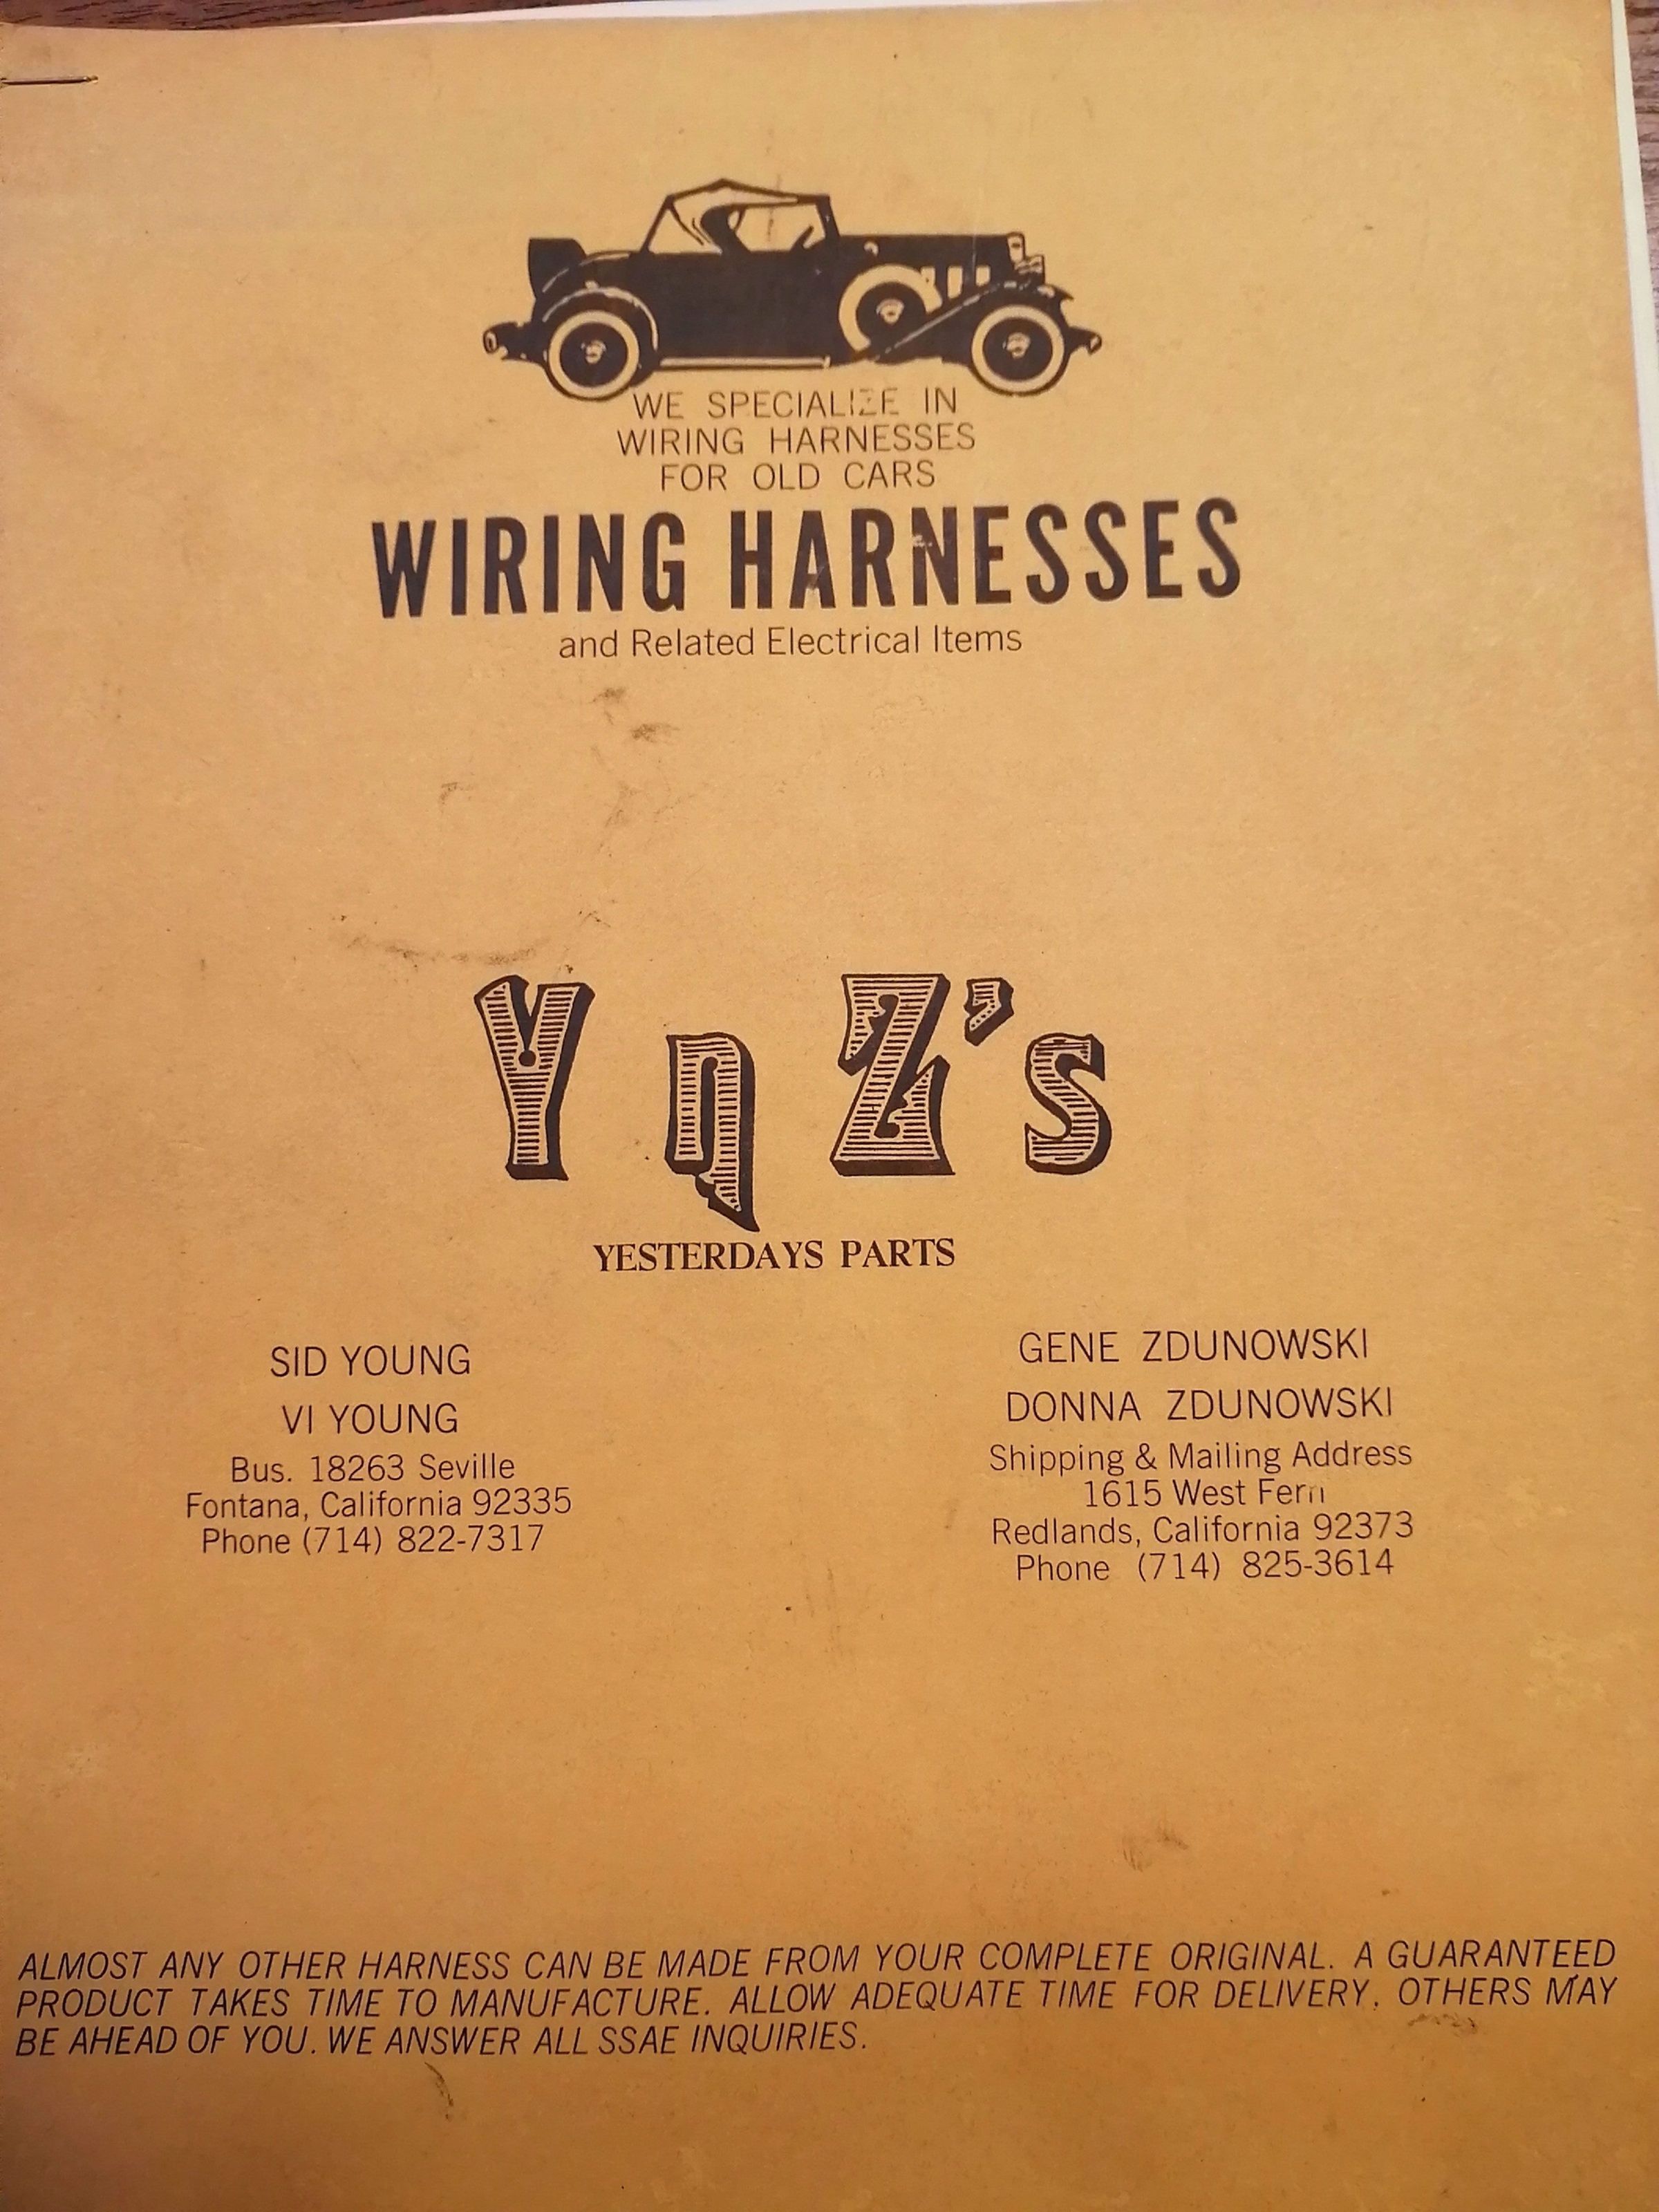 WE SPECIALIZE IN
WIRING HARNESSES
FOR OLD CARS
WIRING HARNESSES
and Related Electrical Items
Y n Z's
YESTERDAYS PARTS
SID YOUNG
VI YOUNG
Bus. 18263 Seville
Fontana, California 92335
Phone (714) 822-7317
GENE ZDUNOWSKI
DONNA ZDUNOWSKI
Shipping & Mailing Address
1615 West Fern
Redlands, California 92373
Phone (714) 825-3614
ALMOST ANY OTHER HARNESS CAN BE MADE FROM YOUR COMPLETE ORIGINAL. A GUARANTEED
PRODUCT TAKES TIME TO MANUFACTURE. ALLOW ADEQUATE TIME FOR DELIVERY. OTHERS MAY
BE AHEAD OF YOU. WE ANSWER ALL SSAE INQUIRIES.